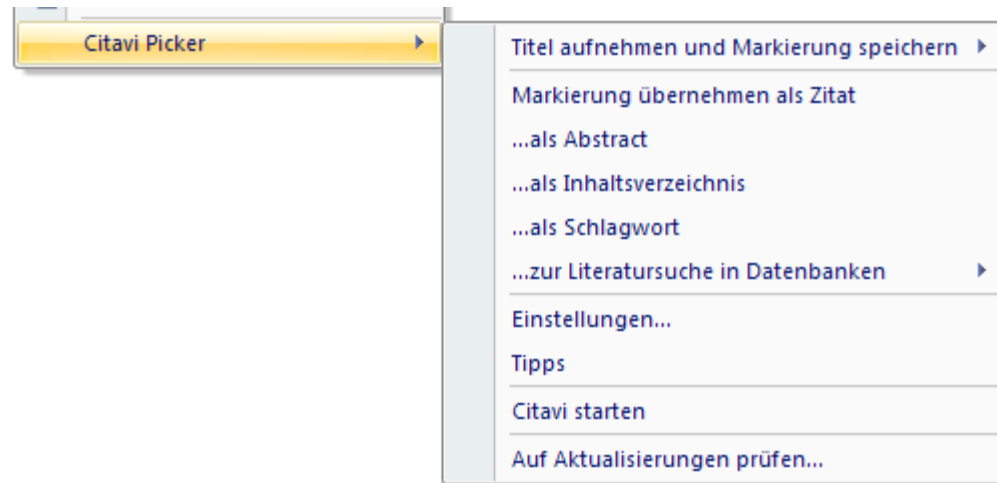 Citavi Picker
Titel aufnehmen und Markierung speichern
Markierung übernehmen als Zitat
...als Abstract
...als Inhaltsverzeichnis
...als Schlagwort
...zur Literatursuche in Datenbanken
Einstellungen...
Tipps
Citavi starten
Auf Aktualisierungen prüfen...